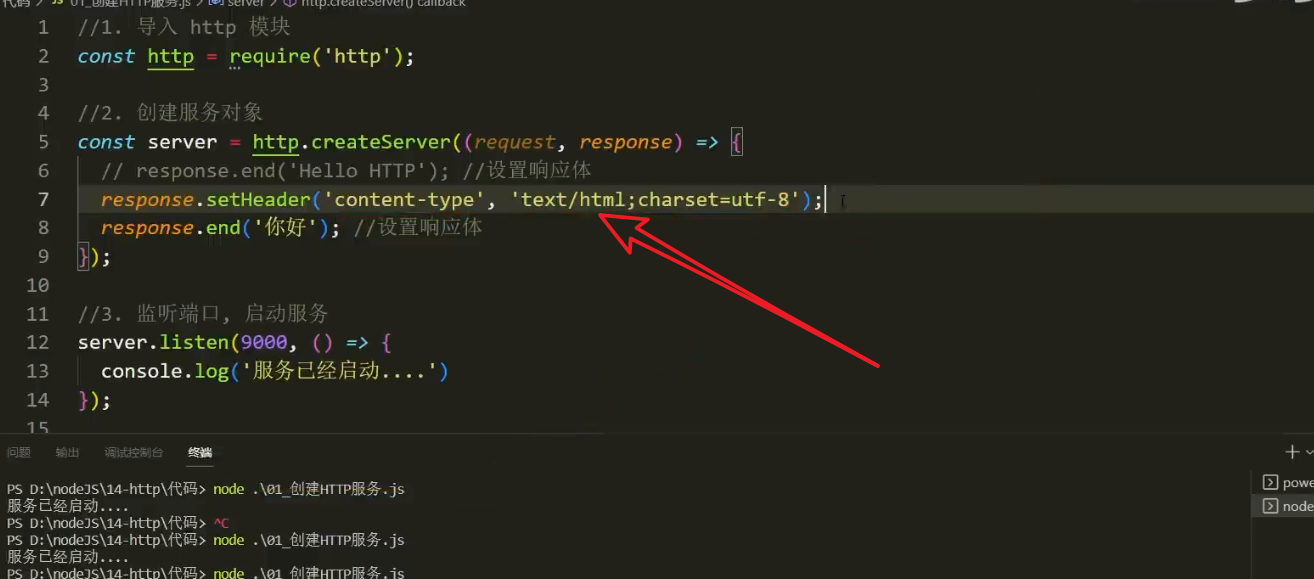 代码 > JS 01_创建HTTP服务.js > server > http.createServer() callback
1 //1. 导入 http 模块
2 const http = require('http');
3
4 //2. 创建服务对象
5 const server = http.createServer((request, response) => {
6 // response.end('Hello HTTP'); //设置响应体
7 response.setHeader('content-type', 'text/html;charset=utf-8');
8 response.end('你好'); //设置响应体
9 });
10
11 //3. 监听端口, 启动服务
12 server.listen(9000, () => {
13 console.log('服务已经启动....')
14 });
15
问题 输出 调试控制台 终端
PS D:\nodeJS\14-http\代码> node .\01_创建HTTP服务.js
服务已经启动....
PS D:\nodeJS\14-http\代码> ^C
PS D:\nodeJS\14-http\代码> node .\01_创建HTTP服务.js
服务已经启动....
PS D:\nodeJS\14-http\代码> node .\01_创建HTTP服务.js
powe
node